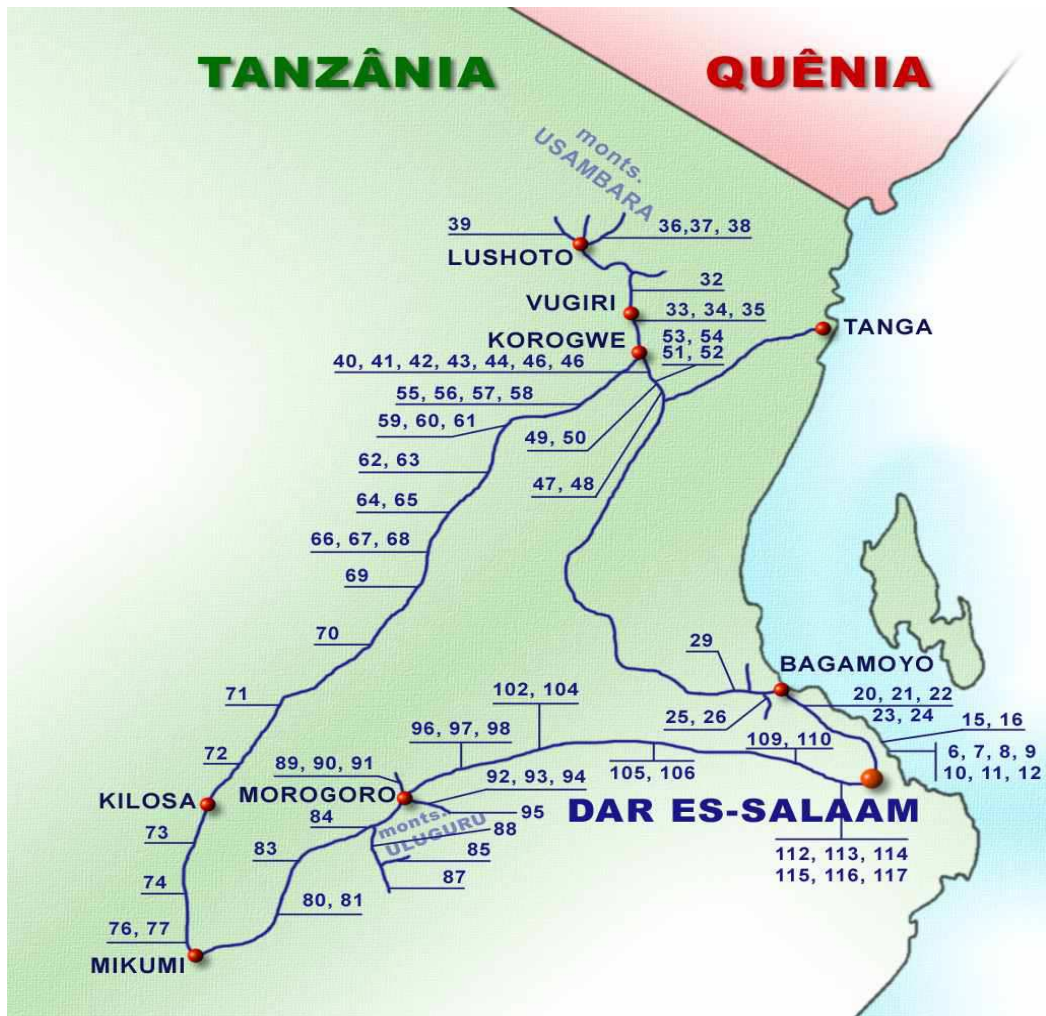 TANZÂNIA
QUÊNIA
monts.
USAMBARA
39
36,37, 38
LUSHOTO
32
VUGIRI
33, 34, 35
TANGA
KOROGWE
53, 54
51, 52
40, 41, 42, 43, 44, 46, 46
55, 56, 57, 58
59, 60, 61
49, 50
62, 63
47, 48
64, 65
66, 67, 68
69
70
29
BAGAMOYO
71
102, 104
20, 21, 22
23, 24
25, 26
15, 16
96, 97, 98
109, 110
6, 7, 8, 9
10, 11, 12
72
89, 90, 91
105, 106
92, 93, 94
KILOSA
MOROGORO
95
DAR ES-SALAAM
84
monts.
ULUGURU
88
73
83
85
112, 113, 114
115, 116, 117
74
87
80, 81
76, 77
MIKUMI